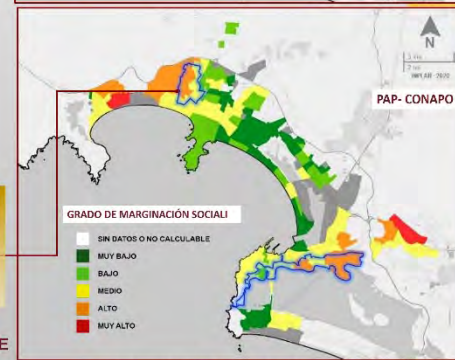 N
PAP- CONAPO
GRADO DE MARGINACIÓN SOCIALI
SIN DATOS O NO CALCULABLE
MUY BAJO
BAJO
MEDIO
ALTO
MUY ALTO
E